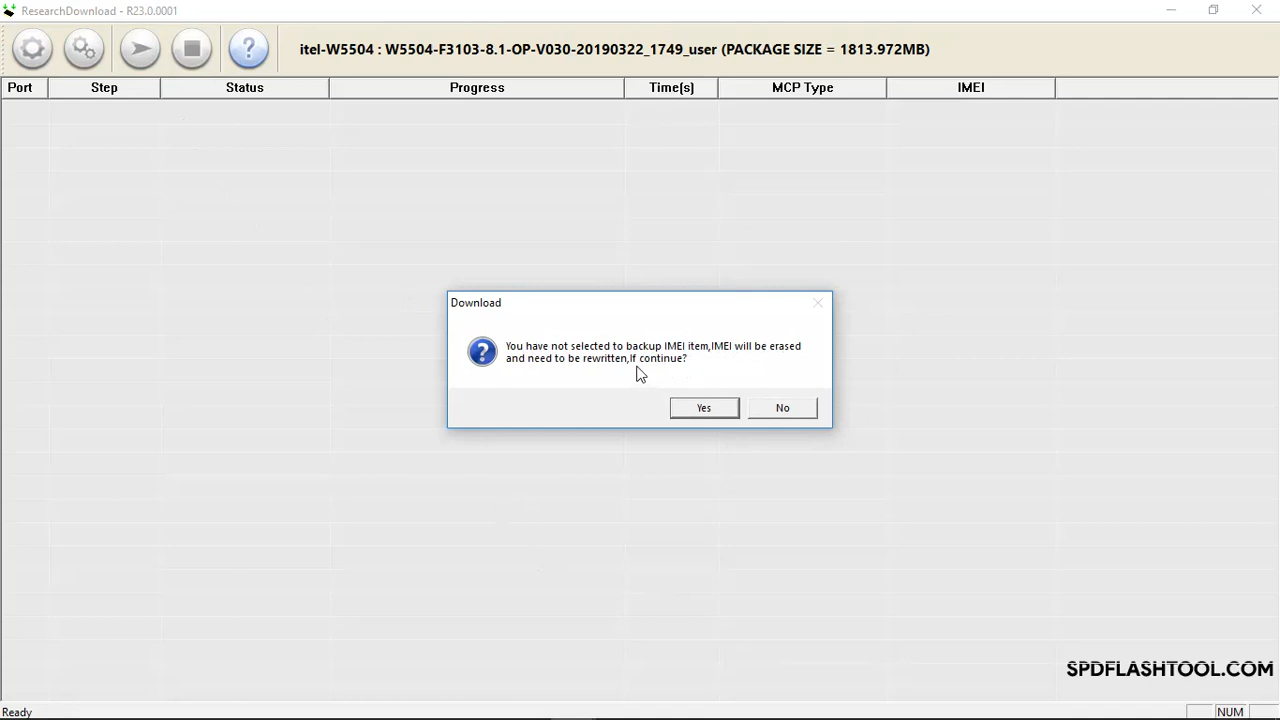 ResearchDownload - R23.0.0001
itel-W5504 : W5504-F3103-8.1-OP-V030-20190322_1749_user (PACKAGE SIZE = 1813.972MB)
Port Step Status Progress Time(s) MCP Type IMEI
Download
You have not selected to backup IMEI item,IMEI will be erased
and need to be rewritten,If continue?
Yes No
SPDFLASHTOOL.COM
Ready NUM